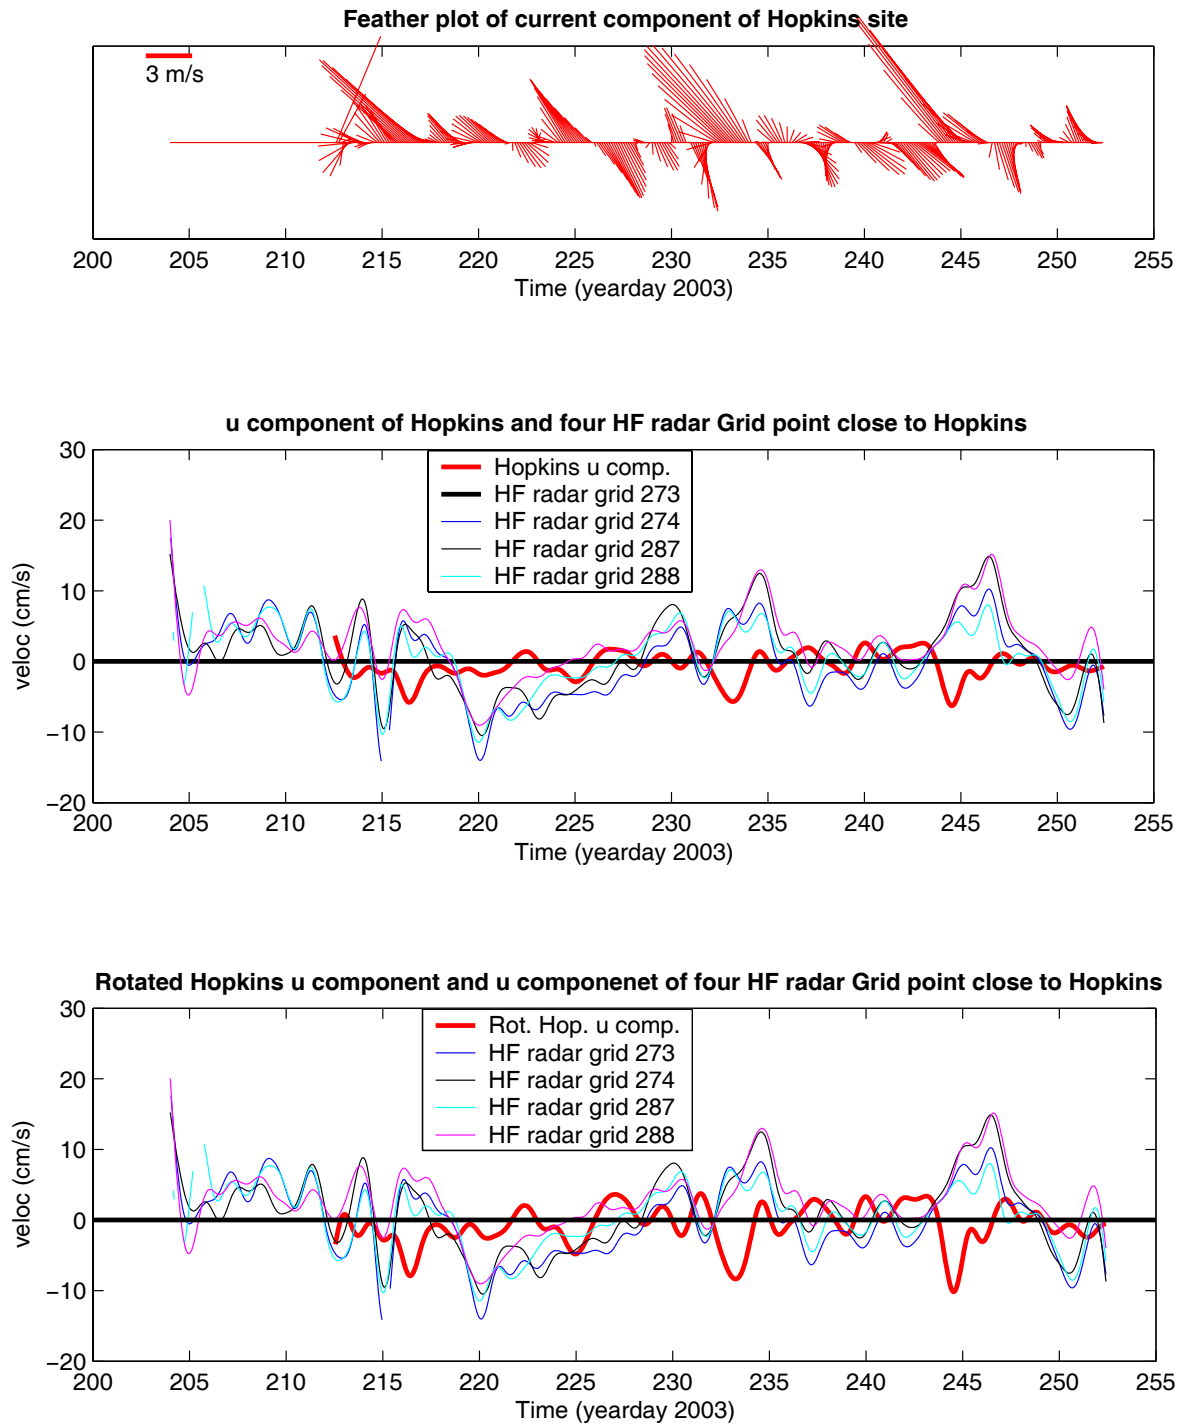 Feather plot of current component of Hopkins site
3 m/s
200 205 210 215 220 225 230 235 240 245 250 255
Time (yearday 2003)
u component of Hopkins and four HF radar Grid point close to Hopkins
30
20
10
0
−10
−20
veloc (cm/s)
Hopkins u comp.
HF radar grid 273
HF radar grid 274
HF radar grid 287
HF radar grid 288
200 205 210 215 220 225 230 235 240 245 250 255
Time (yearday 2003)
Rotated Hopkins u component and u componenet of four HF radar Grid point close to Hopkins
30
20
10
0
−10
−20
veloc (cm/s)
Rot. Hop. u comp.
HF radar grid 273
HF radar grid 274
HF radar grid 287
HF radar grid 288
200 205 210 215 220 225 230 235 240 245 250 255
Time (yearday 2003)